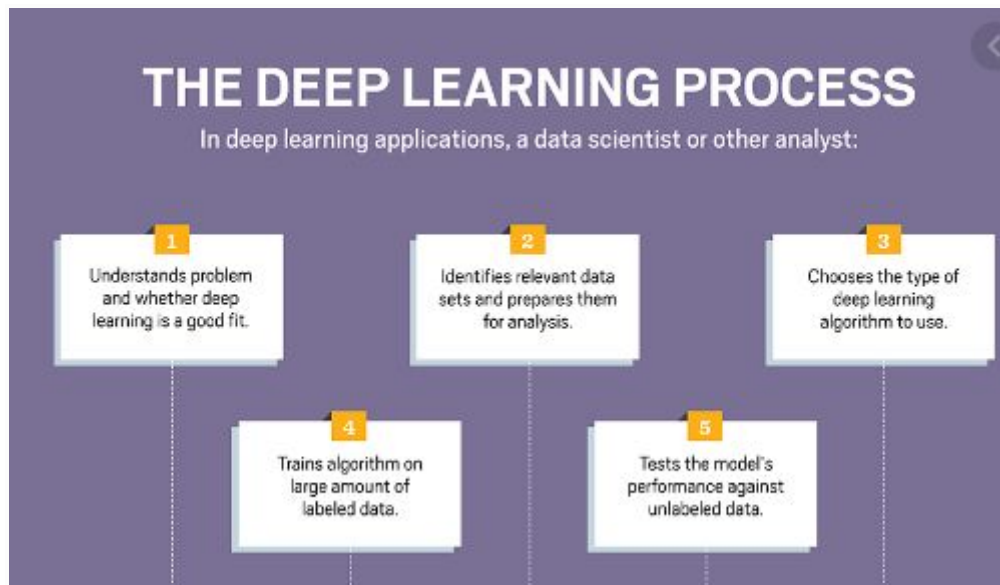 THE DEEP LEARNING PROCESS
In deep learning applications, a data scientist or other analyst:
1
Understands problem
and whether deep
learning is a good fit.
2
Identifies relevant data
sets and prepares them
for analysis.
3
Chooses the type of
deep learning
algorithm to use.
4
Trains algorithm on
large amount of
labeled data.
5
Tests the model's
performance against
unlabeled data.